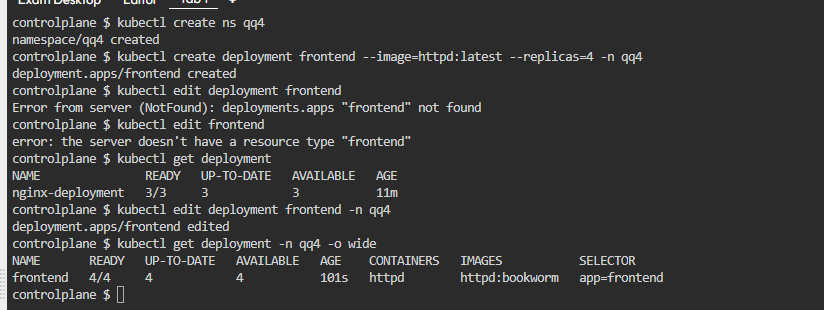 Exam Desktop Editor Tab 1 +
controlplane $ kubectl create ns qq4
namespace/qq4 created
controlplane $ kubectl create deployment frontend --image=httpd:latest --replicas=4 -n qq4
deployment.apps/frontend created
controlplane $ kubectl edit deployment frontend
Error from server (NotFound): deployments.apps "frontend" not found
controlplane $ kubectl edit frontend
error: the server doesn't have a resource type "frontend"
controlplane $ kubectl get deployment
NAME READY UP-TO-DATE AVAILABLE AGE
nginx-deployment 3/3 3 3 11m
controlplane $ kubectl edit deployment frontend -n qq4
deployment.apps/frontend edited
controlplane $ kubectl get deployment -n qq4 -o wide
NAME READY UP-TO-DATE AVAILABLE AGE CONTAINERS IMAGES SELECTOR
frontend 4/4 4 4 101s httpd httpd:bookworm app=frontend
controlplane $